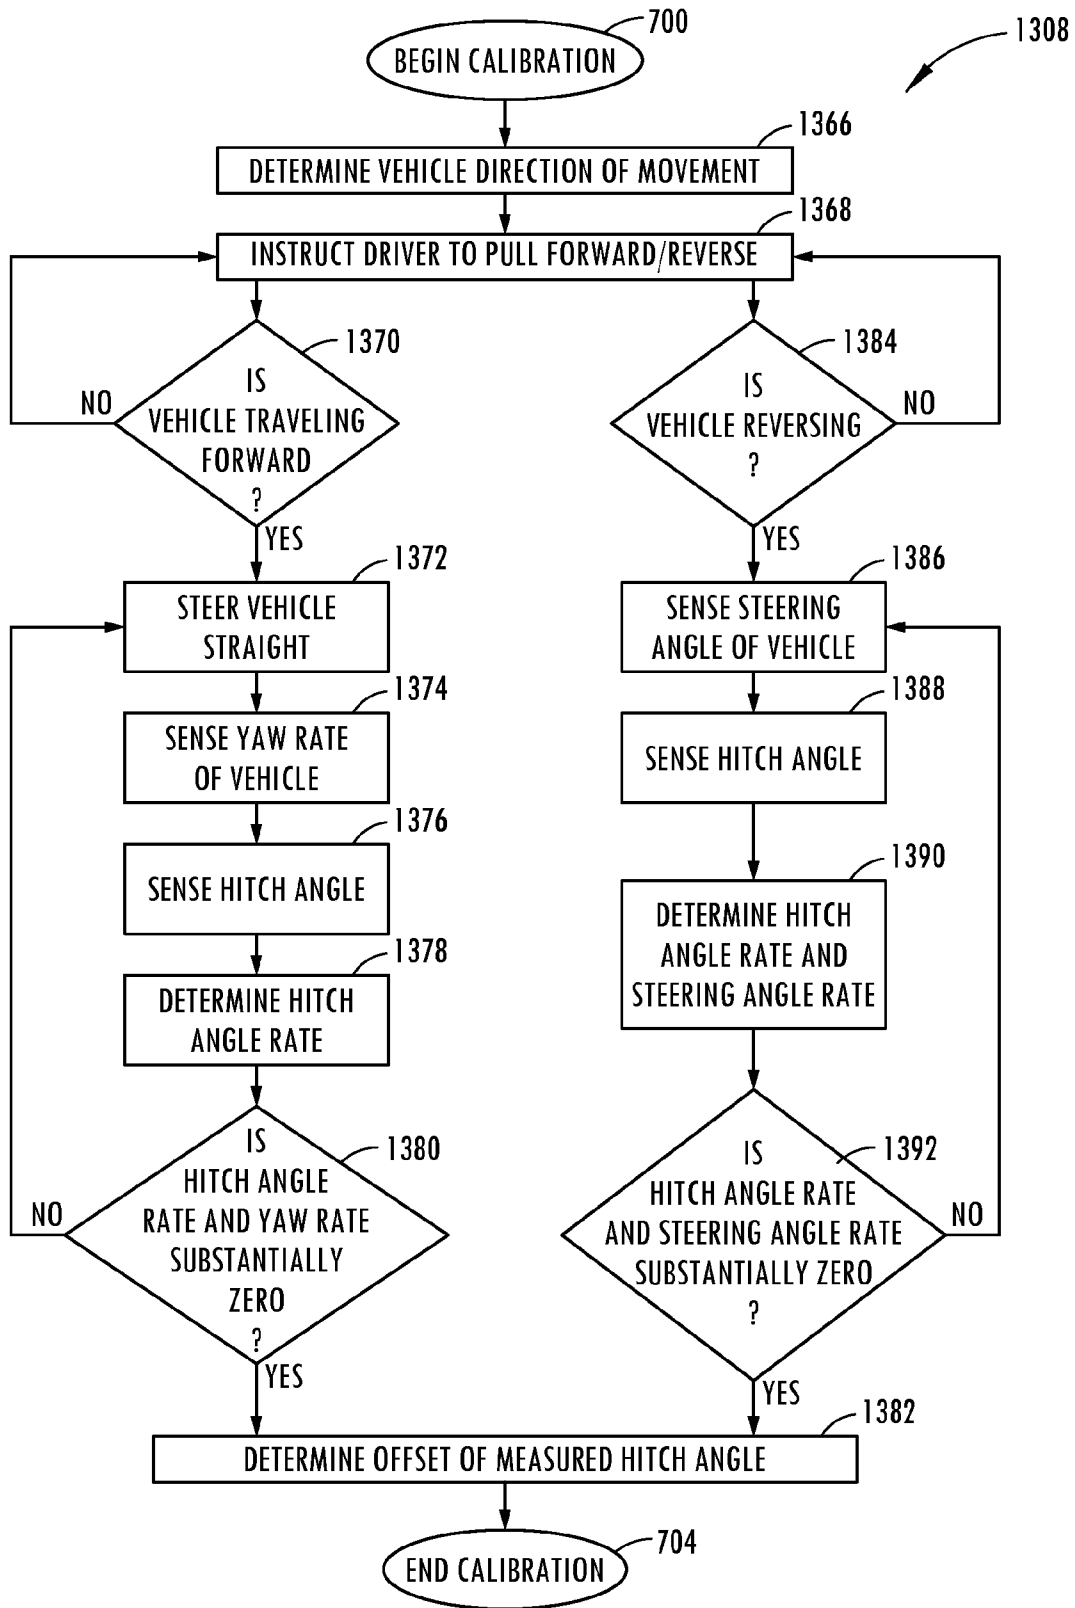 700
BEGIN CALIBRATION
1308
1366
DETERMINE VEHICLE DIRECTION OF MOVEMENT
1368
INSTRUCT DRIVER TO PULL FORWARD/REVERSE
1370
IS
VEHICLE TRAVELING
FORWARD
?
NO
YES
1372
STEER VEHICLE
STRAIGHT
1374
SENSE YAW RATE
OF VEHICLE
1376
SENSE HITCH ANGLE
1378
DETERMINE HITCH
ANGLE RATE
1380
IS
HITCH ANGLE
RATE AND YAW RATE
SUBSTANTIALLY
ZERO
?
NO
YES
1384
IS
VEHICLE REVERSING
?
NO
YES
1386
SENSE STEERING
ANGLE OF VEHICLE
1388
SENSE HITCH ANGLE
1390
DETERMINE HITCH
ANGLE RATE AND
STEERING ANGLE RATE
1392
IS
HITCH ANGLE RATE
AND STEERING ANGLE RATE
SUBSTANTIALLY ZERO
?
NO
YES
1382
DETERMINE OFFSET OF MEASURED HITCH ANGLE
704
END CALIBRATION